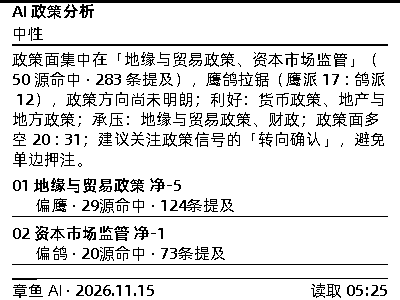 AI 政策分析
中性
政策面集中在「地缘与贸易政策、资本市场监管」（
50 源命中 · 283 条提及），鹰鸽拉锯（鹰派 17：鸽派
12），政策方向尚未明朗；利好：货币政策、地产与
地方政策；承压：地缘与贸易政策、财政；政策面多
空 20：31；建议关注政策信号的「转向确认」，避免
单边押注。
01 地缘与贸易政策 净-5
偏鹰 · 29源命中 · 124条提及
02 资本市场监管 净-1
偏鸽 · 20源命中 · 73条提及
章鱼 AI · 2026.11.15
读取 05:25